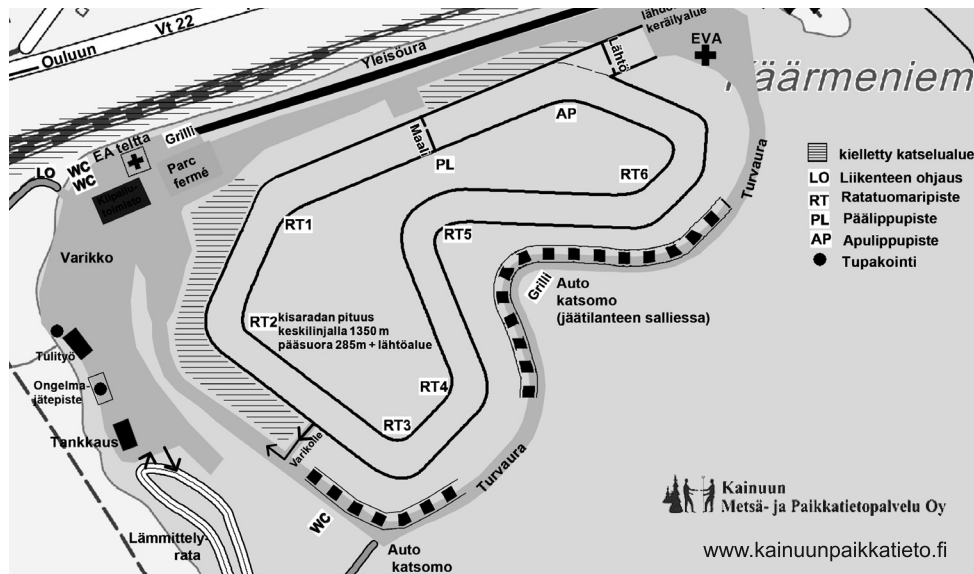 Ouluun
Vt 22
Yleisöura
lähtö
keräilyalue
EVA
Lähtö
Käärmeniem
AP
Maali
PL
Grilli
EA teltta
Parc
fermé
WC
WC
LO
Kilpailu-
toimisto
RT6
Turvaura
RT1
RT5
Varikko
Grilli
Auto
katsomo
(jäätilanteen salliessa)
RT2
kisaradan pituus
keskilinjalla 1350 m
pääsuora 285m + lähtöalue
Tulityö
Ongelma-
jätepiste
RT4
RT3
Tankkaus
Varikolle
Turvaura
WC
Lämmittely-
rata
Auto
katsomo
kielletty katselualue
LO Liikenteen ohjaus
RT Ratatuomaripiste
PL Päälippupiste
AP Apulippupiste
Tupakointi
Kainuun
Metsä- ja Paikkatietopalvelu Oy
www.kainuunpaikkatieto.fi